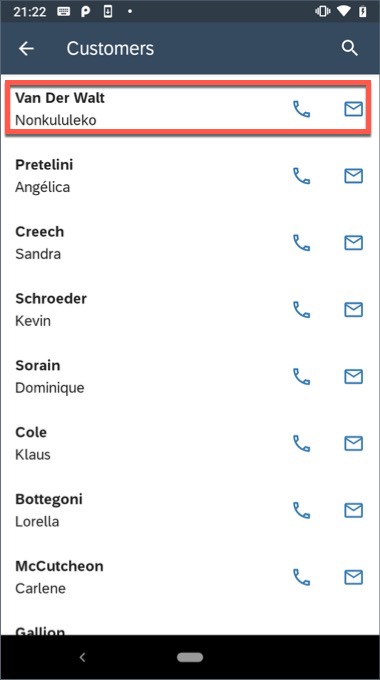 21:22
Customers
Van Der Walt
Nonkululeko
Pretelini
Angélica
Creech
Sandra
Schroeder
Kevin
Sorain
Dominique
Cole
Klaus
Bottegoni
Lorella
McCutcheon
Carlene
Gallion